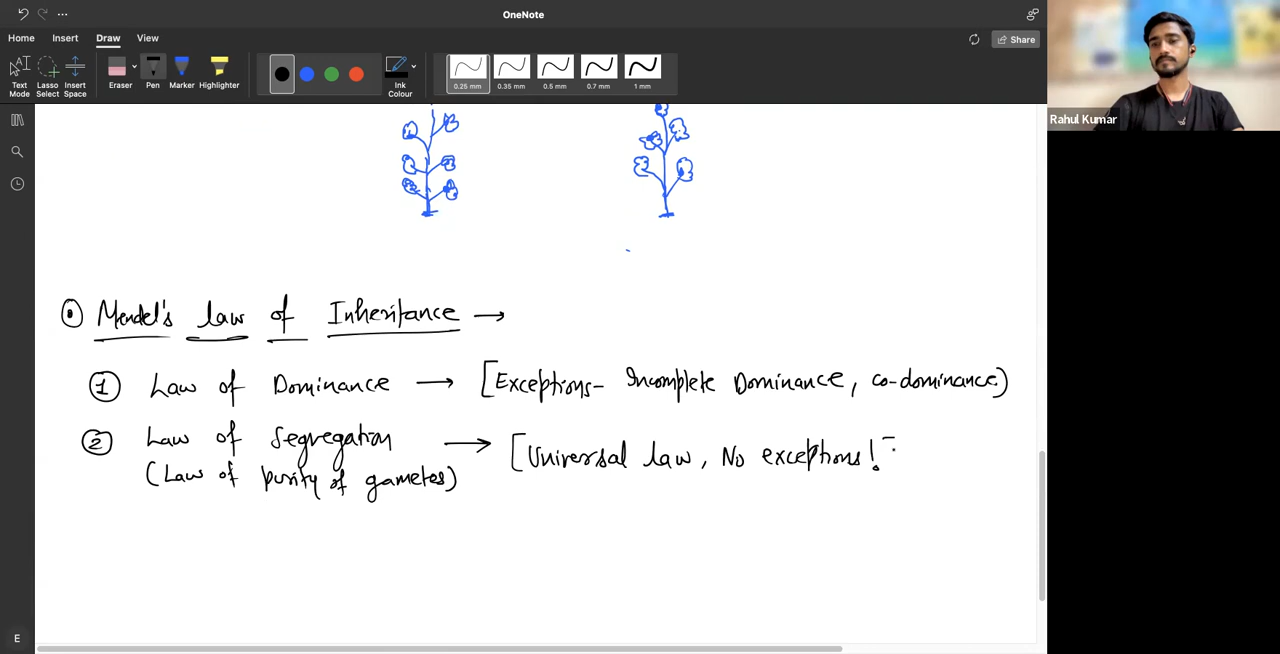 OneNote
Home Insert Draw View
Share
Text Mode
Lasso Select
Insert Space
Eraser
Pen
Marker
Highlighter
Ink Colour
0.25 mm
0.35 mm
0.5 mm
0.7 mm
1 mm
Rahul Kumar
Mendel's law of Inheritance →
① Law of Dominance → [Exceptions- Incomplete Dominance, co-dominance)
② Law of Segregation → [Universal law, No exceptions!
(Law of purity of gametes)
E